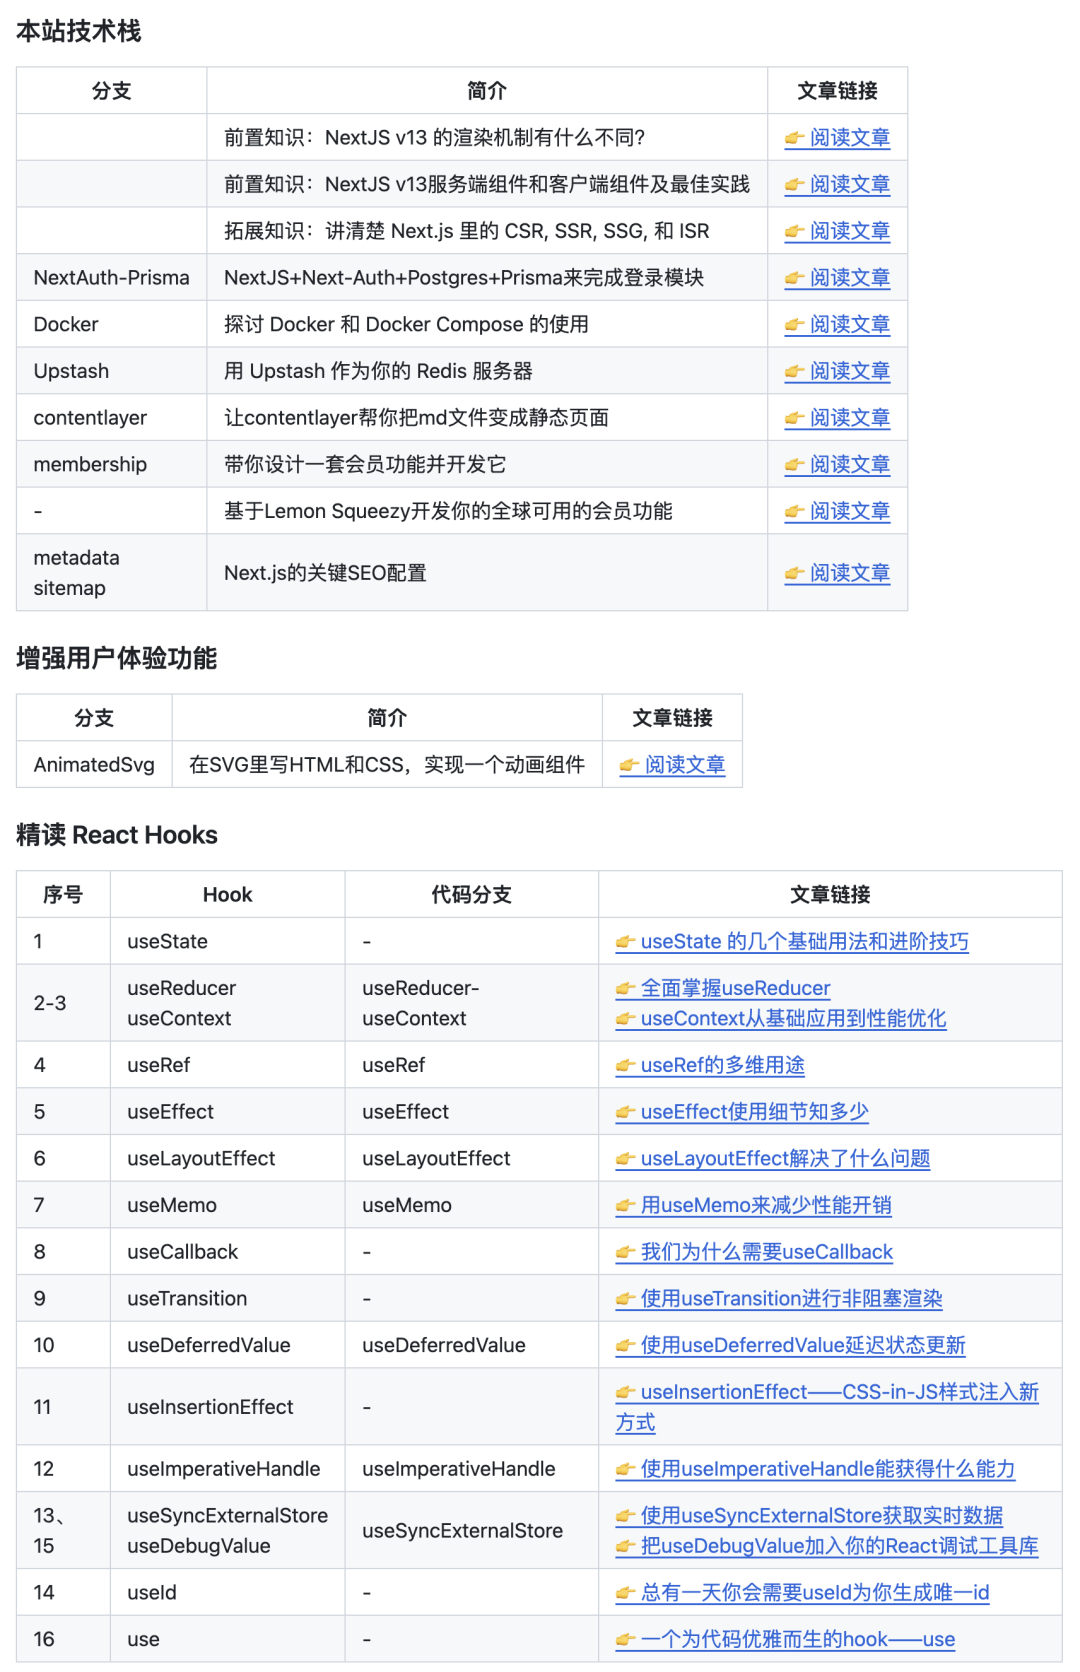 本站技术栈
分支 简介 文章链接
前置知识：NextJS v13 的渲染机制有什么不同? 👉 阅读文章
前置知识：NextJS v13服务端组件和客户端组件及最佳实践 👉 阅读文章
拓展知识：讲清楚 Next.js 里的 CSR, SSR, SSG, 和 ISR 👉 阅读文章
NextAuth-Prisma NextJS+Next-Auth+Postgres+Prisma来完成登录模块 👉 阅读文章
Docker 探讨 Docker 和 Docker Compose 的使用 👉 阅读文章
Upstash 用 Upstash 作为你的 Redis 服务器 👉 阅读文章
contentlayer 让contentlayer帮你把md文件变成静态页面 👉 阅读文章
membership 带你设计一套会员功能并开发它 👉 阅读文章
- 基于Lemon Squeezy开发你的全球可用的会员功能 👉 阅读文章
metadata
sitemap
Next.js的关键SEO配置 👉 阅读文章
增强用户体验功能
分支 简介 文章链接
AnimatedSvg 在SVG里写HTML和CSS，实现一个动画组件 👉 阅读文章
精读 React Hooks
序号 Hook 代码分支 文章链接
1 useState - 👉 useState 的几个基础用法和进阶技巧
2-3
useReducer
useContext
useReducer-
useContext
👉 全面掌握useReducer
👉 useContext从基础应用到性能优化
4 useRef useRef 👉 useRef的多维用途
5 useEffect useEffect 👉 useEffect使用细节知多少
6 useLayoutEffect useLayoutEffect 👉 useLayoutEffect解决了什么问题
7 useMemo useMemo 👉 用useMemo来减少性能开销
8 useCallback - 👉 我们为什么需要useCallback
9 useTransition - 👉 使用useTransition进行非阻塞渲染
10 useDeferredValue useDeferredValue 👉 使用useDeferredValue延迟状态更新
11 useInsertionEffect - 👉 useInsertionEffect——CSS-in-JS样式注入新
方式
12 useImperativeHandle useImperativeHandle 👉 使用useImperativeHandle能获得什么能力
13、
15
useSyncExternalStore
useDebugValue
useSyncExternalStore
👉 使用useSyncExternalStore获取实时数据
👉 把useDebugValue加入你的React调试工具库
14 useId - 👉 总有一天你会需要useId为你生成唯一id
16 use - 👉 一个为代码优雅而生的hook——use